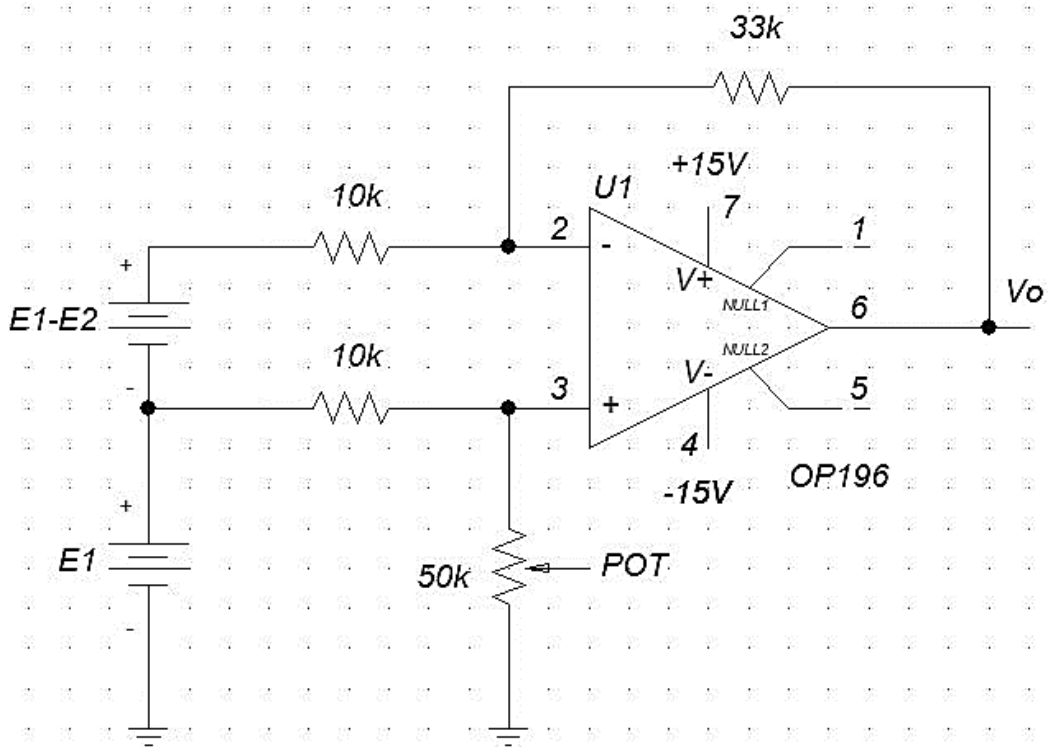 33k
+15V
U1
7
10k
2
1
-
+
V+
NULL1
Vo
E1-E2
6
10k
NULL2
-
V-
3
5
+
4
OP196
-15V
+
E1
50k
POT
-